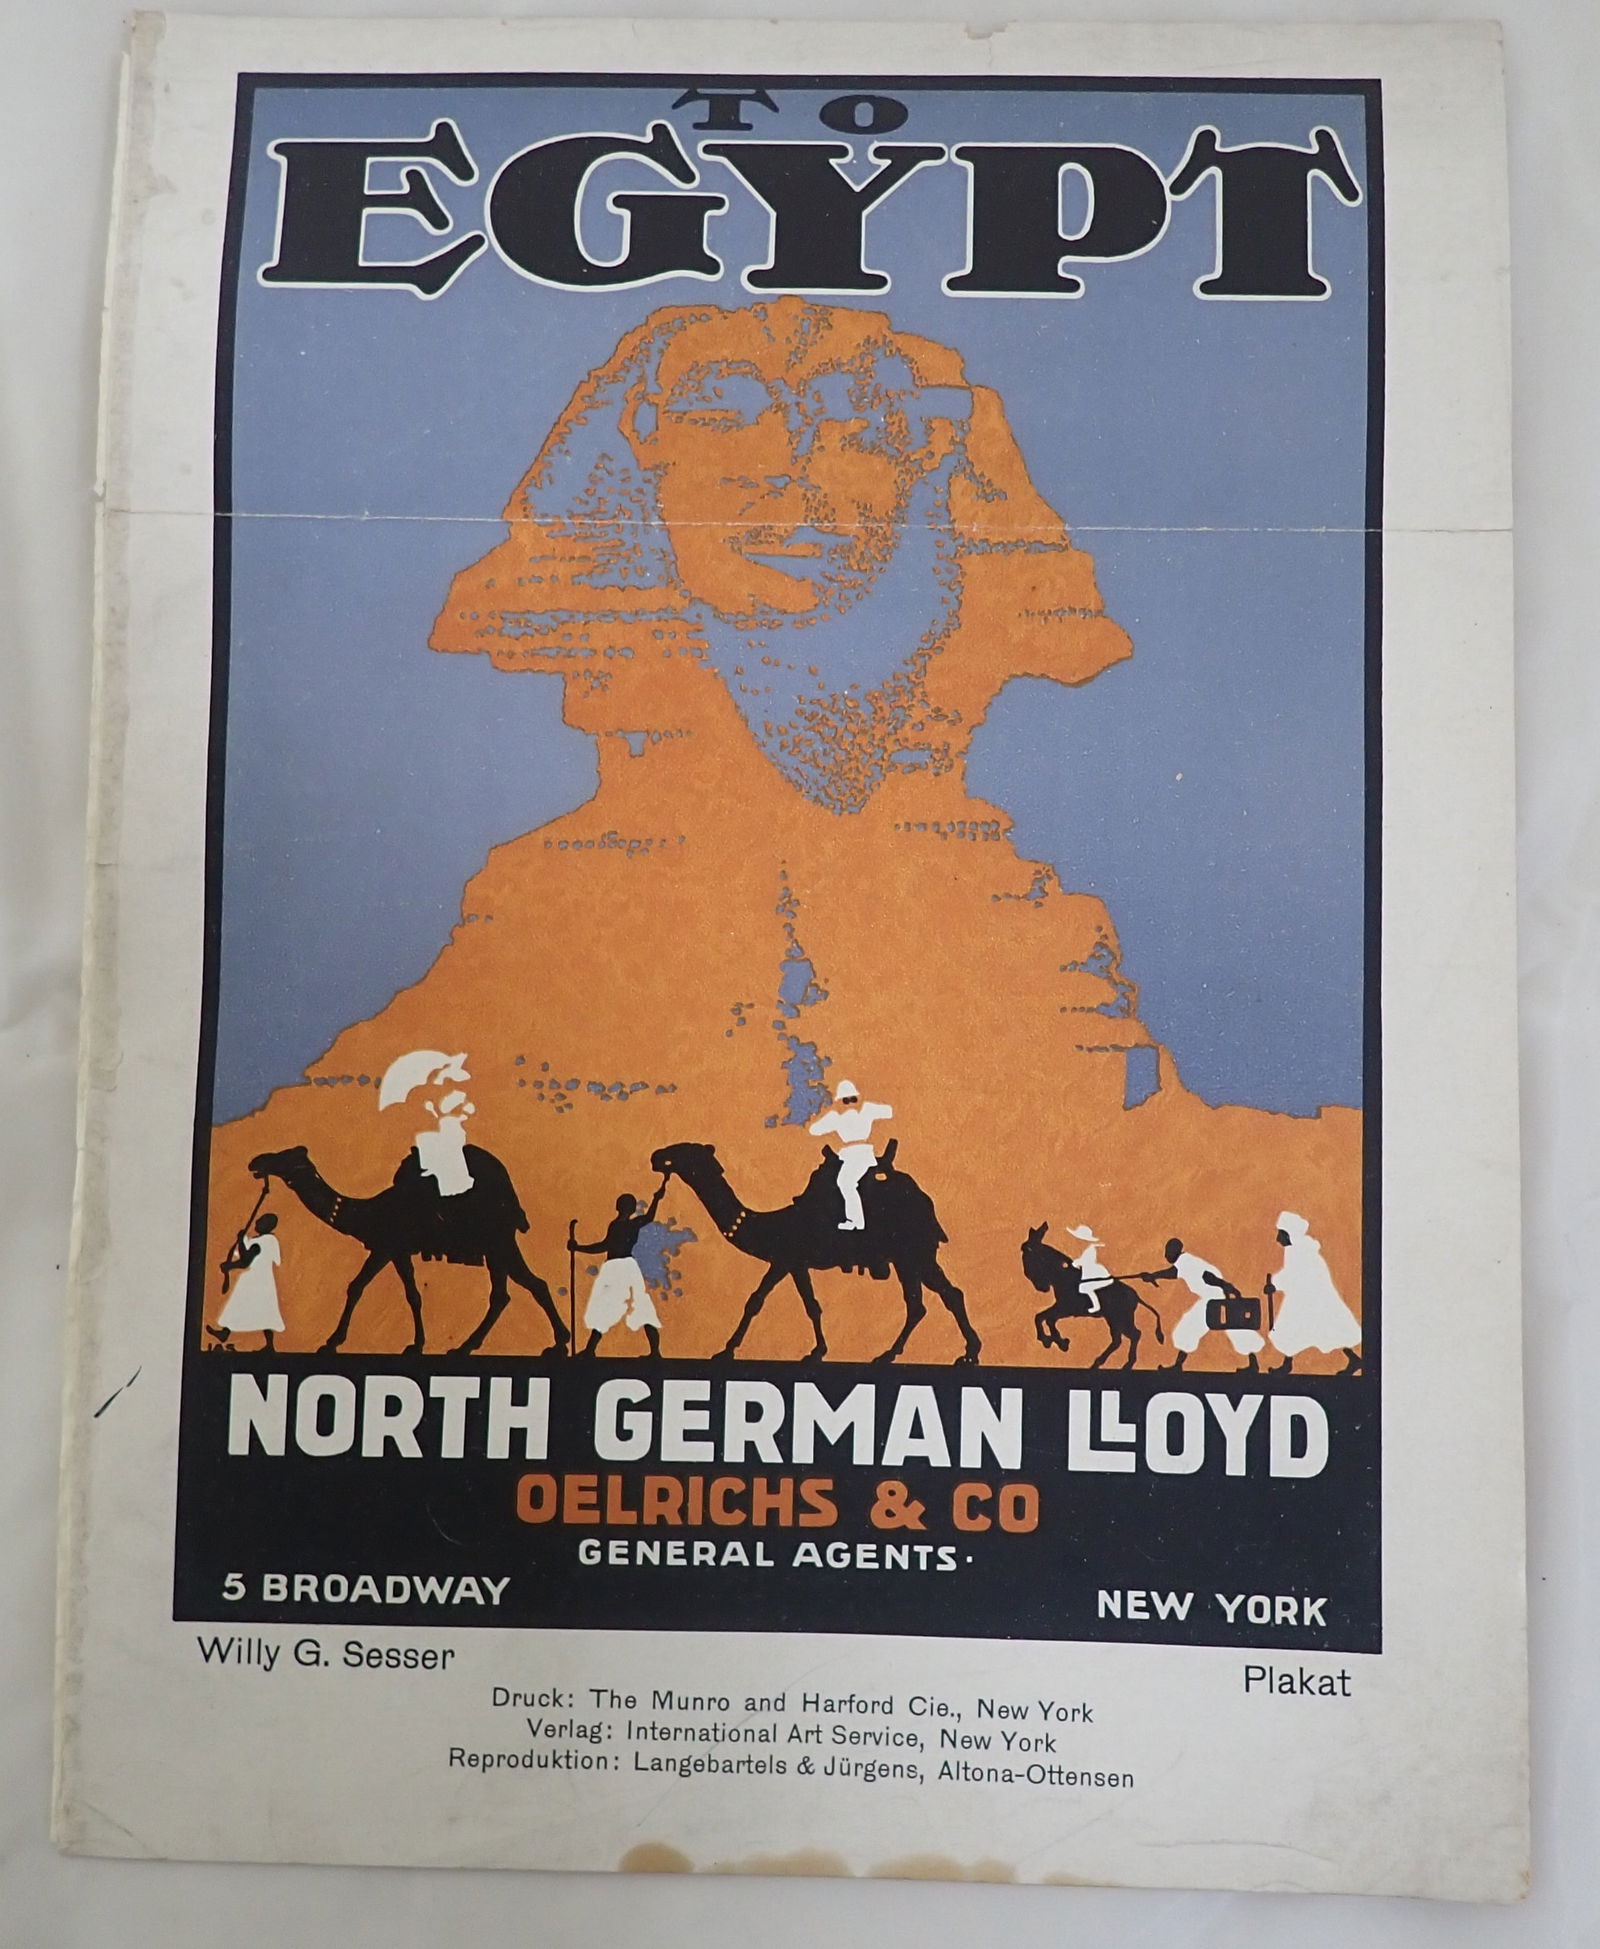 TO
EGYPT
IAS
NORTH GERMAN LLOYD
OELRICHS & CO
GENERAL AGENTS.
5 BROADWAY
NEW YORK
Willy G. Sesser
Plakat
Druck: The Munro and Harford Cie., New York
Verlag: International Art Service, New York
Reproduktion: Langebartels & Jürgens, Altona-Ottensen